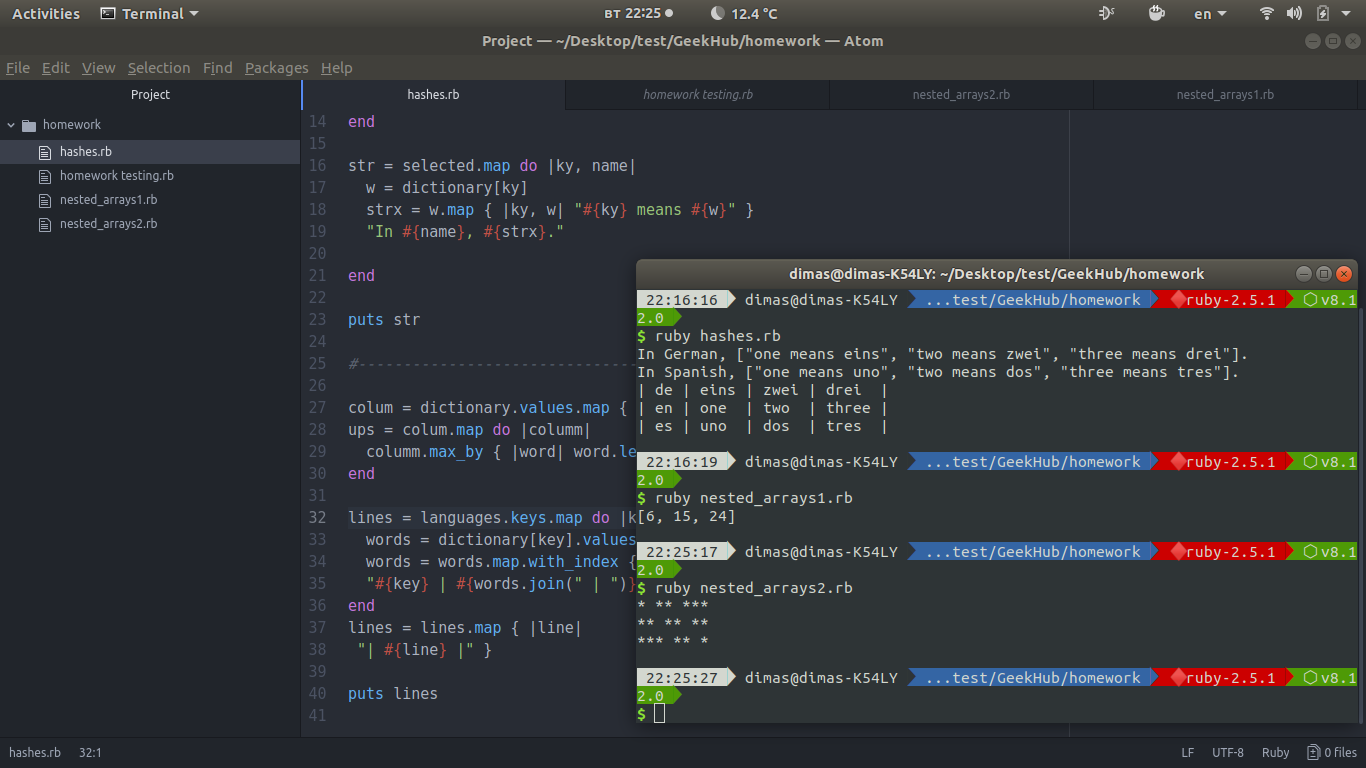 Activities Terminal вт 22:25 12.4 °C en
Project — ~/Desktop/test/GeekHub/homework — Atom
File Edit View Selection Find Packages Help
Project
homework
hashes.rb
homework testing.rb
nested_arrays1.rb
nested_arrays2.rb
hashes.rb homework testing.rb nested_arrays2.rb nested_arrays1.rb
14 end
15
16 str = selected.map do |ky, name|
17   w = dictionary[ky]
18   strx = w.map { |ky, w| "#{ky} means #{w}" }
19   "In #{name}, #{strx}."
20
21 end
22
23 puts str
24
25 #-------------------------------
26
27 colum = dictionary.values.map {
28 ups = colum.map do |columm|
29   columm.max_by { |word| word.le
30 end
31
32 lines = languages.keys.map do |k
33   words = dictionary[key].values
34   words = words.map.with_index {
35   "#{key} | #{words.join(" | ")}
36 end
37 lines = lines.map { |line|
38  "| #{line} |" }
39
40 puts lines
41
dimas@dimas-K54LY: ~/Desktop/test/GeekHub/homework
22:16:16 dimas@dimas-K54LY ...test/GeekHub/homework ruby-2.5.1 v8.1
2.0
$ ruby hashes.rb
In German, ["one means eins", "two means zwei", "three means drei"].
In Spanish, ["one means uno", "two means dos", "three means tres"].
| de | eins | zwei | drei  |
| en | one  | two  | three |
| es | uno  | dos  | tres  |
22:16:19 dimas@dimas-K54LY ...test/GeekHub/homework ruby-2.5.1 v8.1
2.0
$ ruby nested_arrays1.rb
[6, 15, 24]
22:25:17 dimas@dimas-K54LY ...test/GeekHub/homework ruby-2.5.1 v8.1
2.0
$ ruby nested_arrays2.rb
* ** ***
** ** **
*** ** *
22:25:27 dimas@dimas-K54LY ...test/GeekHub/homework ruby-2.5.1 v8.1
2.0
$
hashes.rb 32:1 LF UTF-8 Ruby 0 files